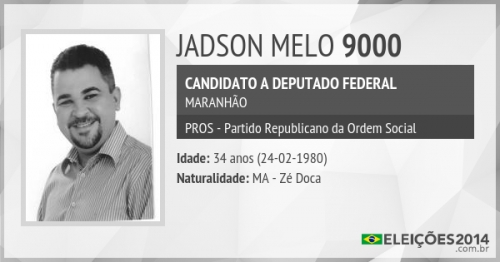 JADSON MELO 9000
CANDIDATO A DEPUTADO FEDERAL
MARANHÃO
PROS - Partido Republicano da Ordem Social
Idade: 34 anos (24-02-1980)
Naturalidade: MA - Zé Doca
ELEIÇÕES2014
.com.br